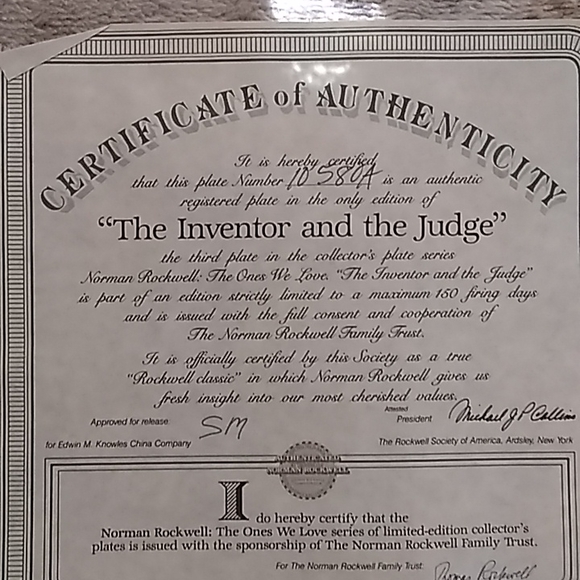 CERTIFICATE of AUTHENTICITY
It is hereby certified
that this plate Number 10580A is an authentic
registered plate in the only edition of
“The Inventor and the Judge”
the third plate in the collector's plate series
Norman Rockwell: The Ones We Love. “The Inventor and the Judge”
is part of an edition strictly limited to a maximum 150 firing days
and is issued with the full consent and cooperation of
The Norman Rockwell Family Trust.
It is officially certified by this Society as a true
“Rockwell classic” in which Norman Rockwell gives us
fresh insight into our most cherished values.
Approved for release: SM
for Edwin M. Knowles China Company
Attested
President Michael J P Collins
The Rockwell Society of America, Ardsley, New York
AUTHENTICATED
NORMAN ROCKWELL
I do hereby certify that the
Norman Rockwell: The Ones We Love series of limited-edition collector's
plates is issued with the sponsorship of The Norman Rockwell Family Trust.
For The Norman Rockwell Family Trust: Thomas Rockwell